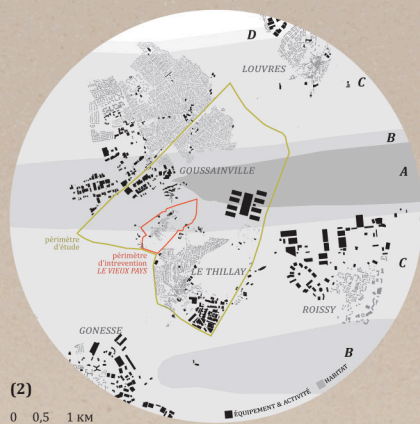 D
LOUVRES
C
B
GOUSSAINVILLE
A
périmètre
d'étude
périmètre
d'intrevention
LE VIEUX PAYS
LE THILLAY
C
ROISSY
GONESSE
B
(2)
HABITAT
ÉQUIPEMENT & ACTIVITÉ
0 0,5 1 KM